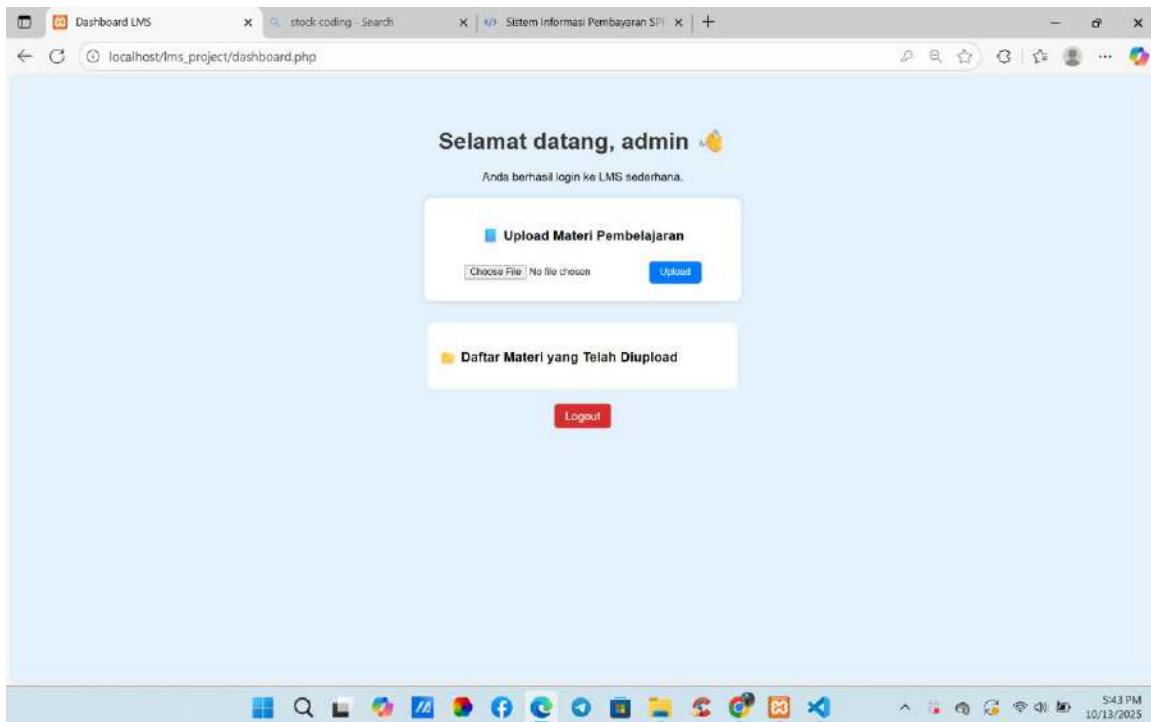 Dashboard LMS
stock coding - Search
Sistem Informasi Pembayaran SPP
localhost/lms_project/dashboard.php
Selamat datang, admin 👋
Anda berhasil login ke LMS sederhana.
📘 Upload Materi Pembelajaran
Choose File No file chosen Upload
📁 Daftar Materi yang Telah Diupload
Logout
5:43 PM
10/13/2025